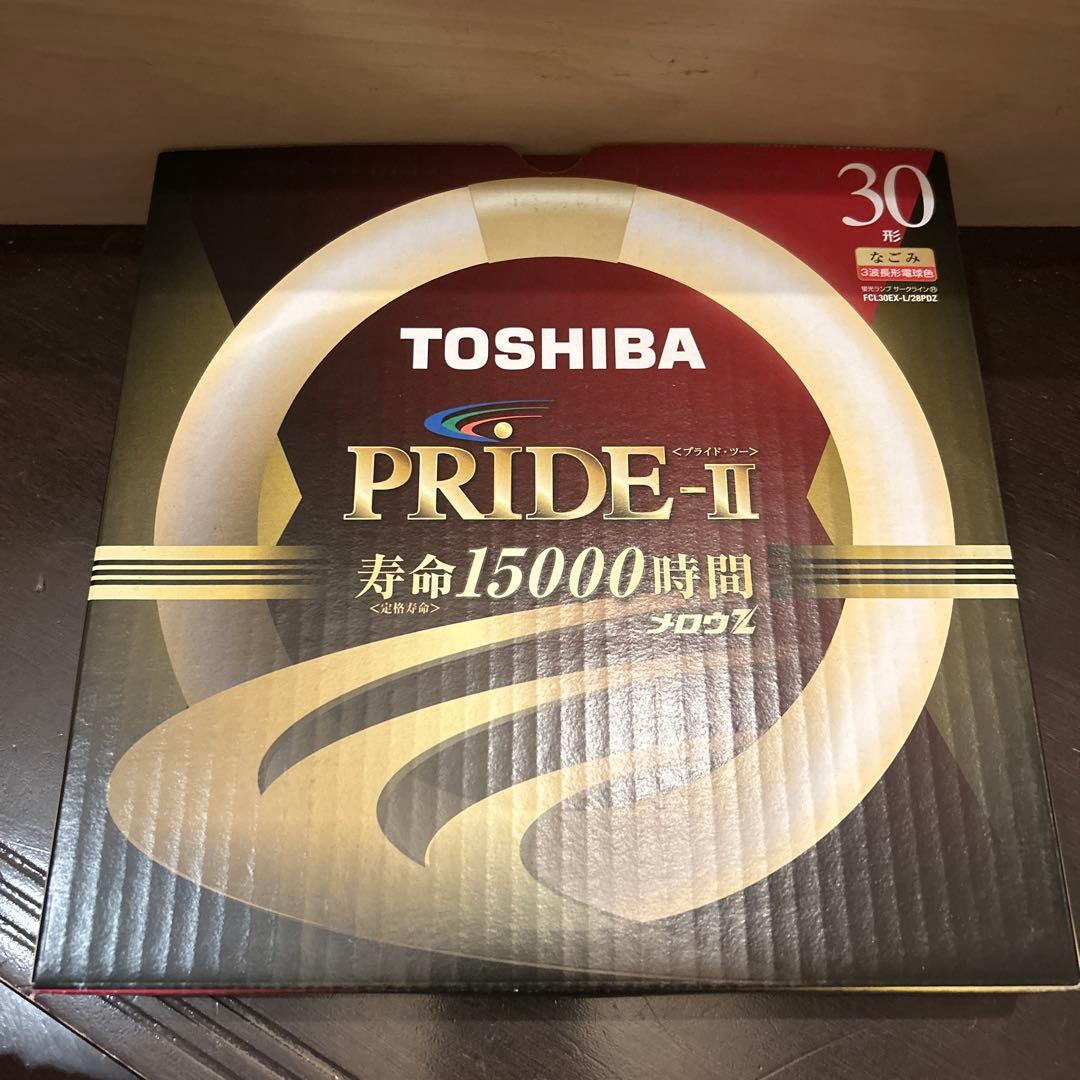 30
形
なごみ
3波長形電球色
蛍光ランプ サークライン®
FCL30EX-L/28PDZ
TOSHIBA
<プライド・ツー>
PRIDE-II
寿命15000時間
<定格寿命>
メロウZ